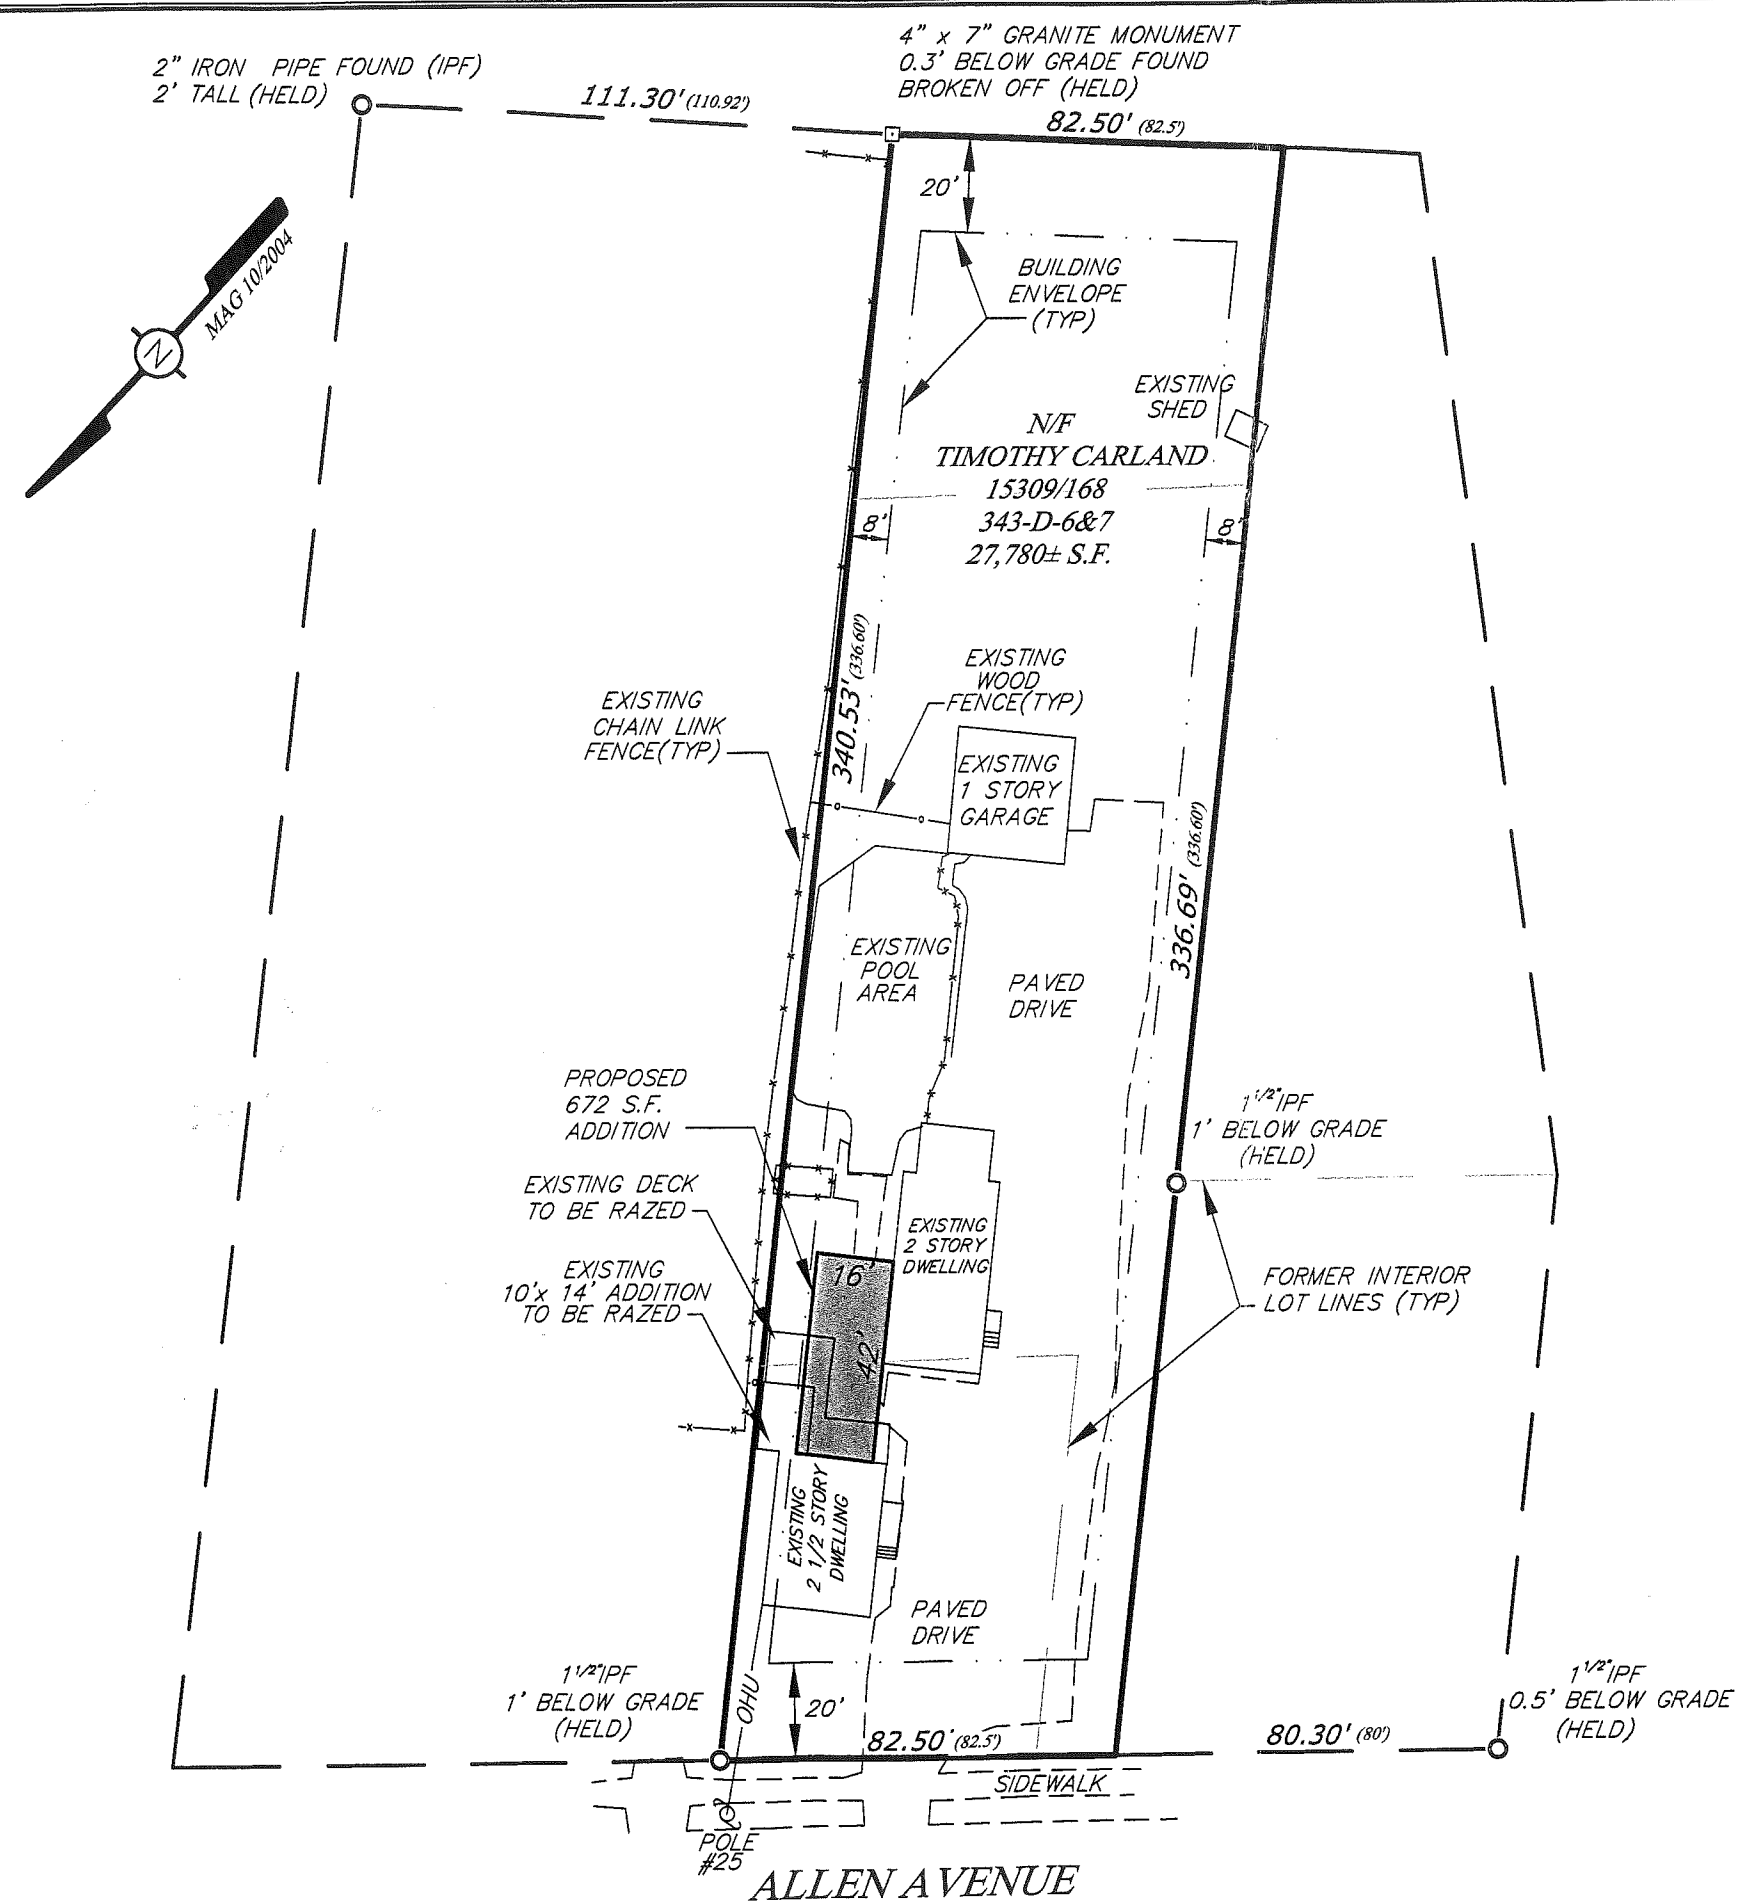 2" IRON PIPE FOUND (IPF)
2' TALL (HELD)
111.30' (110.92')
4" x 7" GRANITE MONUMENT
0.3' BELOW GRADE FOUND
BROKEN OFF (HELD)
82.50' (82.5')
20'
MAG 10/2004
N
BUILDING
ENVELOPE
(TYP)
EXISTING
SHED
N/F
TIMOTHY CARLAND
15309/168
343-D-6&7
27,780± S.F.
8'
8'
340.53' (336.60')
EXISTING
WOOD
FENCE(TYP)
EXISTING
CHAIN LINK
FENCE(TYP)
EXISTING
1 STORY
GARAGE
336.69' (336.60')
EXISTING
POOL
AREA
PAVED
DRIVE
PROPOSED
672 S.F.
ADDITION
1 1/2" IPF
1' BELOW GRADE
(HELD)
EXISTING DECK
TO BE RAZED
EXISTING
2 STORY
DWELLING
EXISTING
10'x 14' ADDITION
TO BE RAZED
16'
42'
FORMER INTERIOR
LOT LINES (TYP)
EXISTING
2 1/2 STORY
DWELLING
PAVED
DRIVE
1 1/2" IPF
1' BELOW GRADE
(HELD)
OHU
20'
82.50' (82.5')
80.30' (80')
1 1/2" IPF
0.5' BELOW GRADE
(HELD)
SIDEWALK
POLE
#25
ALLEN AVENUE